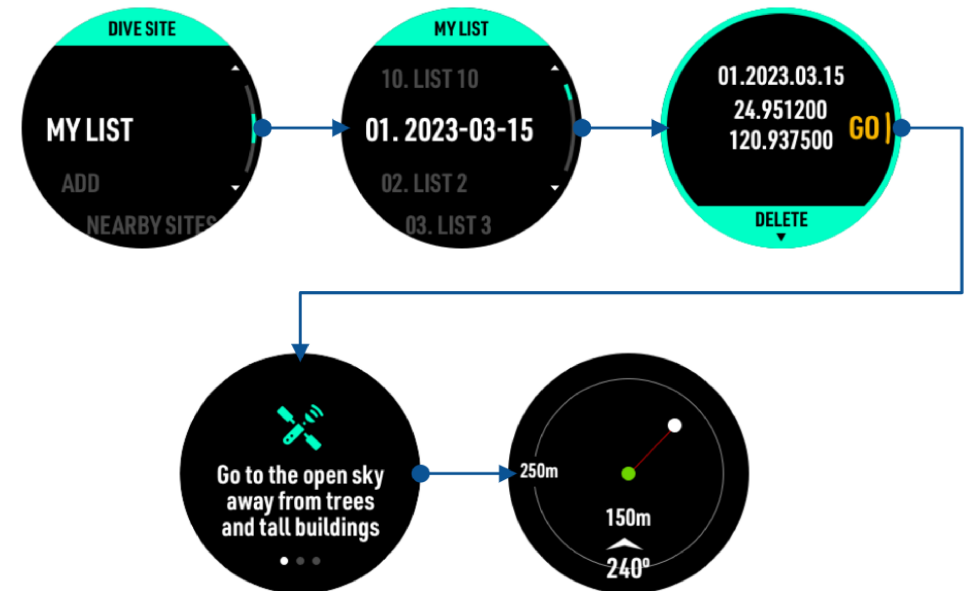 DIVE SITE
MY LIST
ADD
NEARBY SITES
MY LIST
10. LIST 10
01. 2023-03-15
02. LIST 2
03. LIST 3
01.2023.03.15
24.951200
120.937500
GO
DELETE
Go to the open sky
away from trees
and tall buildings
250m
150m
240º